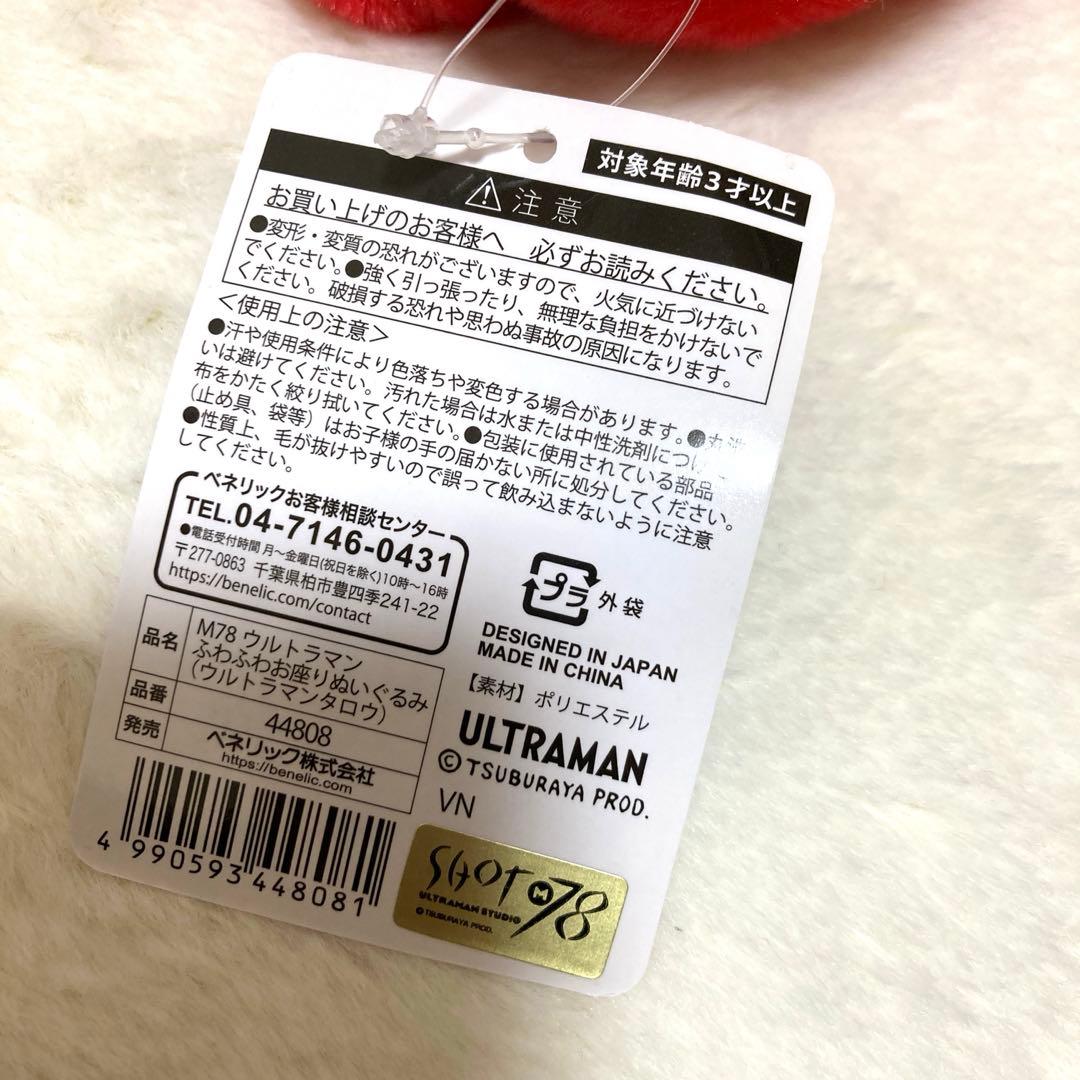 対象年齢3才以上
⚠注意
お買い上げのお客様へ 必ずお読みください。
●変形・変質の恐れがございますので、火気に近づけない
でください。●強く引っ張ったり、無理な負担をかけないで
ください。破損する恐れや思わぬ事故の原因になります。
＜使用上の注意＞
●汗や使用条件により色落ちや変色する場合があります。●
いは避けてください。汚れた場合は水または中性洗剤につけ
布をかたく絞り拭いてください。●包装に使用されている部品
(止め具、袋等)はお子様の手の届かない所に処分してください。
●性質上、毛が抜けやすいので誤って飲み込まないように注意
してください。
ベネリックお客様相談センター
TEL.04-7146-0431
●電話受付時間 月〜金曜日(祝日を除く)10時〜16時
〒277-0863 千葉県柏市豊四季241-22
https://benelic.com/contact
プラ 外袋
DESIGNED IN JAPAN
MADE IN CHINA
【素材】ポリエステル
ULTRAMAN
©TSUBURAYA PROD.
VN
品名 M78 ウルトラマン
ふわふわお座りぬいぐるみ
(ウルトラマンタロウ)
品番 44808
発売 ベネリック株式会社
https://benelic.com
4 990593 448081
SHOT M78
ULTRAMAN STUDIO
©TSUBURAYA PROD.